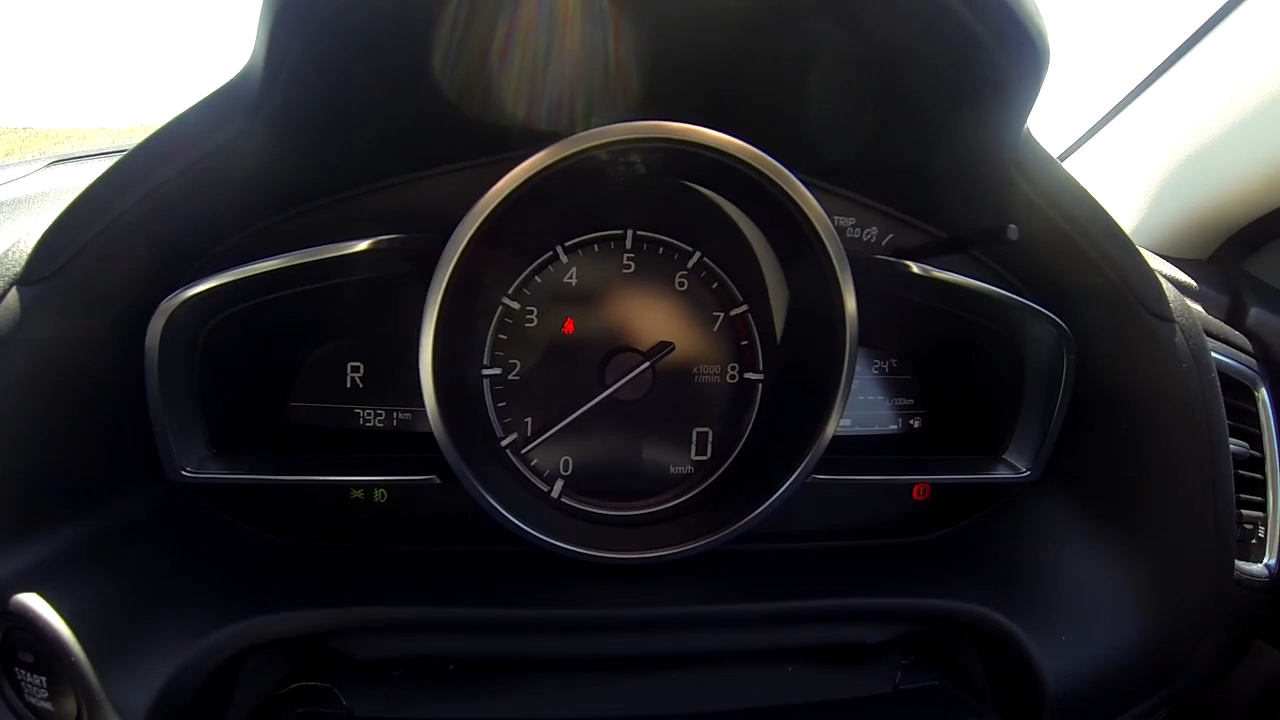 TRIP
0.0
0
1
2
3
4
5
6
7
8
x1000
r/min
0
km/h
R
7921 km
24°C
---- L/100km
1
START
STOP
ENGINE